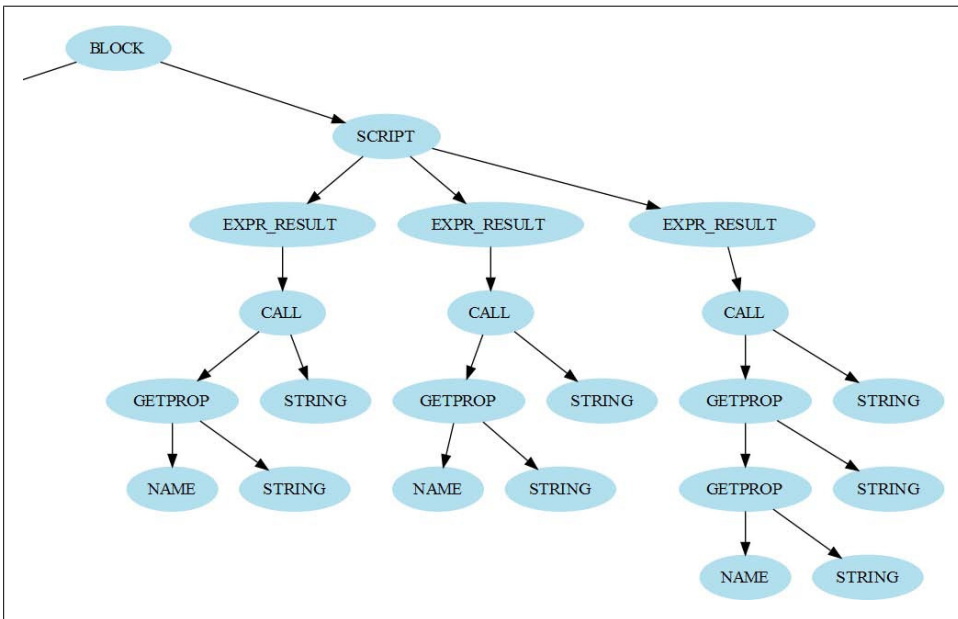 BLOCK
SCRIPT
EXPR_RESULT EXPR_RESULT EXPR_RESULT
CALL CALL CALL
GETPROP STRING GETPROP STRING GETPROP STRING
NAME STRING NAME STRING GETPROP STRING
NAME STRING